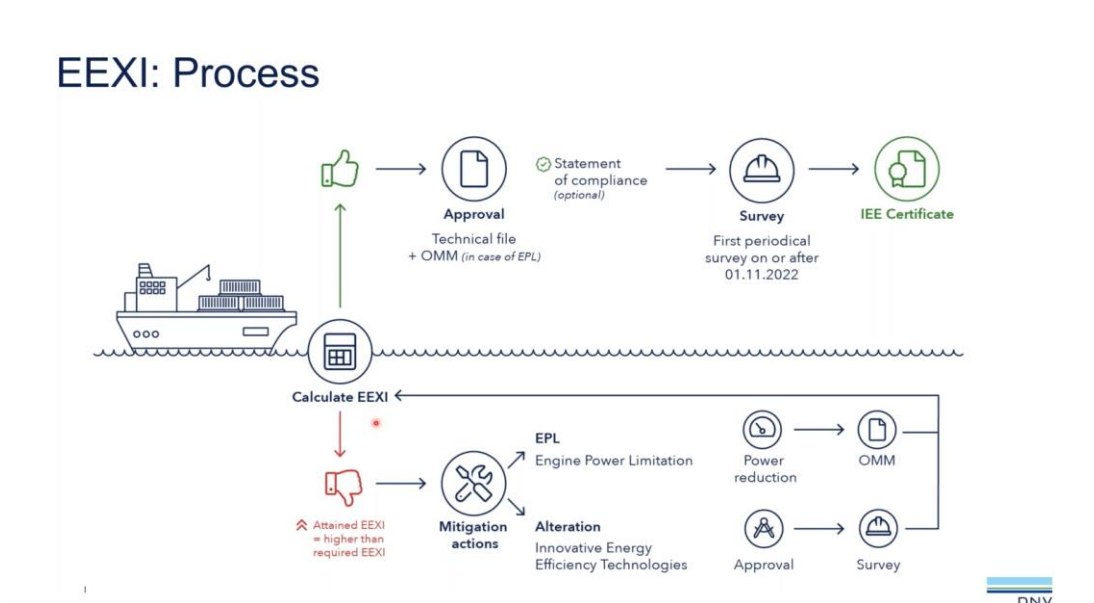 EEXI: Process
Statement
of compliance
(optional)
Approval
Technical file
+ OMM (in case of EPL)
Survey
First periodical
survey on or after
01.11.2022
IEE Certificate
Calculate EEXI
Attained EEXI
= higher than
required EEXI
Mitigation
actions
EPL
Engine Power Limitation
Alteration
Innovative Energy
Efficiency Technologies
Power
reduction
OMM
Approval
Survey
DNV